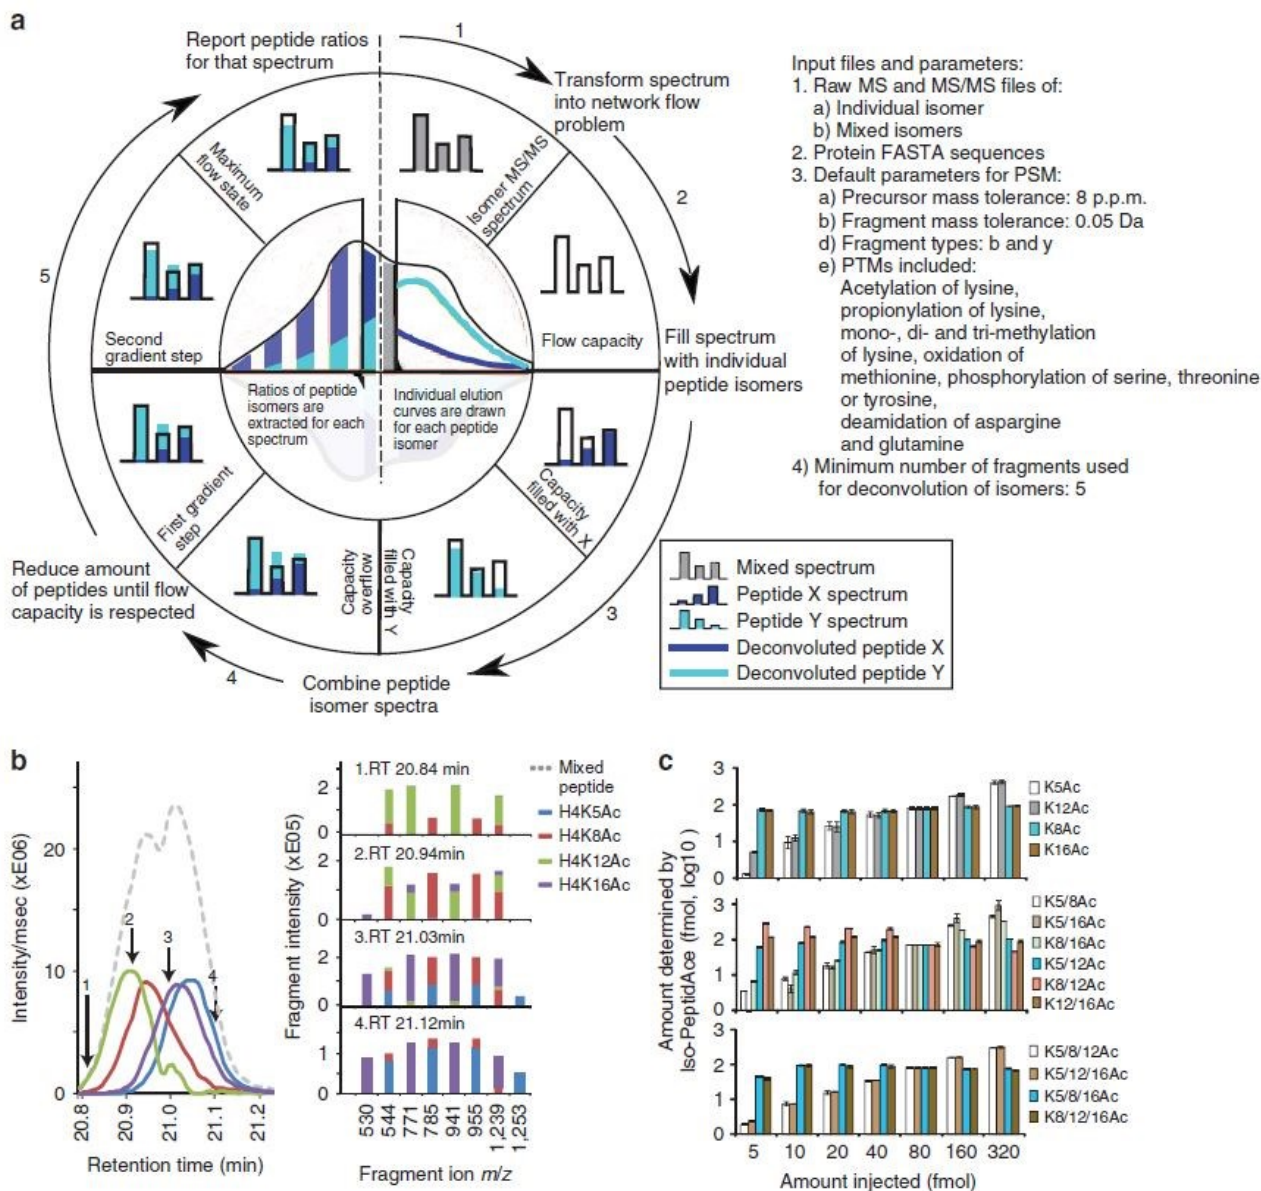 a
Report peptide ratios
for that spectrum
1
Transform spectrum
into network flow
problem
2
Fill spectrum
with individual
peptide isomers
3
Combine peptide
isomer spectra
4
Reduce amount
of peptides until flow
capacity is respected
5
Isomer MS/MS
spectrum
Flow capacity
Capacity
filled with X
Capacity
filled with Y
Capacity
overflow
First gradient
step
Second
gradient step
Maximum
flow state
Ratios of peptide
isomers are
extracted for each
spectrum
Individual elution
curves are drawn
for each peptide
isomer
Input files and parameters:
1. Raw MS and MS/MS files of:
a) Individual isomer
b) Mixed isomers
2. Protein FASTA sequences
3. Default parameters for PSM:
a) Precursor mass tolerance: 8 p.p.m.
b) Fragment mass tolerance: 0.05 Da
d) Fragment types: b and y
e) PTMs included:
Acetylation of lysine,
propionylation of lysine,
mono-, di- and tri-methylation
of lysine, oxidation of
methionine, phosphorylation of serine, threonine
or tyrosine,
deamidation of aspargine
and glutamine
4) Minimum number of fragments used
for deconvolution of isomers: 5
Mixed spectrum
Peptide X spectrum
Peptide Y spectrum
Deconvoluted peptide X
Deconvoluted peptide Y
b
Intensity/msec (xE06)
20
10
0
1
2
3
4
20.8
20.9
21.0
21.1
21.2
Retention time (min)
Fragment intensity (xE05)
1.RT 20.84 min
2
0
2.RT 20.94min
2
0
3.RT 21.03min
2
0
4.RT 21.12min
1
0
530
544
771
785
941
955
1,239
1,253
Fragment ion m/z
Mixed
peptide
H4K5Ac
H4K8Ac
H4K12Ac
H4K16Ac
c
Amount determined by
Iso-PeptidAce (fmol, log10)
3
2
1
0
K5Ac
K12Ac
K8Ac
K16Ac
3
2
1
0
K5/8Ac
K5/16Ac
K8/16Ac
K5/12Ac
K8/12Ac
K12/16Ac
3
2
1
0
K5/8/12Ac
K5/12/16Ac
K5/8/16Ac
K8/12/16Ac
5
10
20
40
80
160
320
Amount injected (fmol)